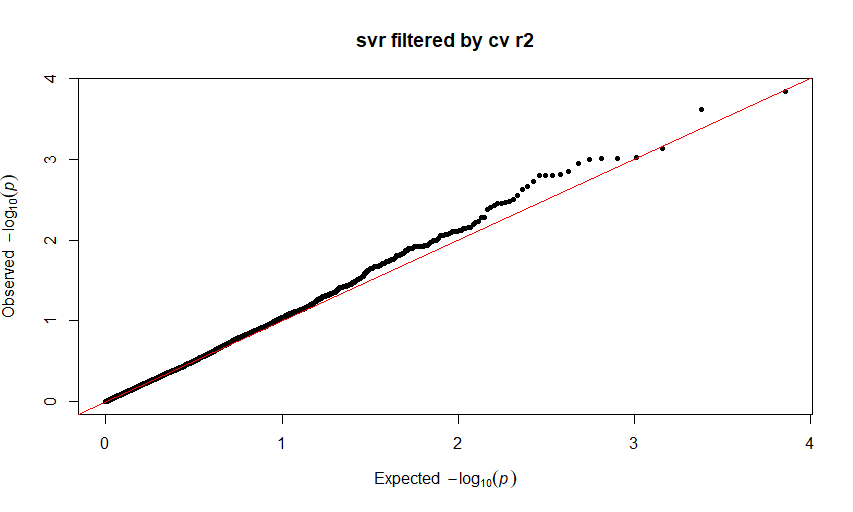 svr filtered by cv r2
Observed −log10(p)
4
3
2
1
0
0 1 2 3 4
Expected −log10(p)